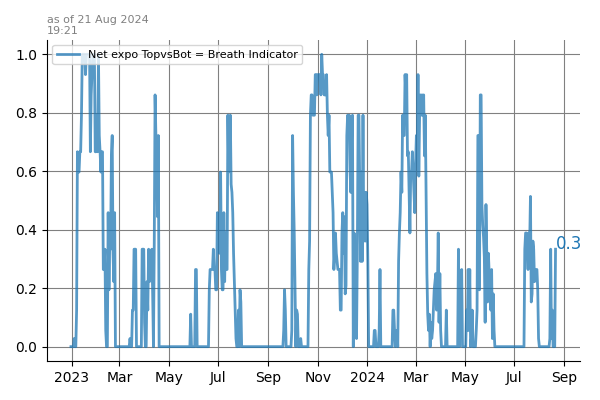 as of 21 Aug 2024
19:21
Net expo TopvsBot = Breath Indicator
1.0
0.8
0.6
0.4
0.2
0.0
0.3
2023 Mar May Jul Sep Nov 2024 Mar May Jul Sep